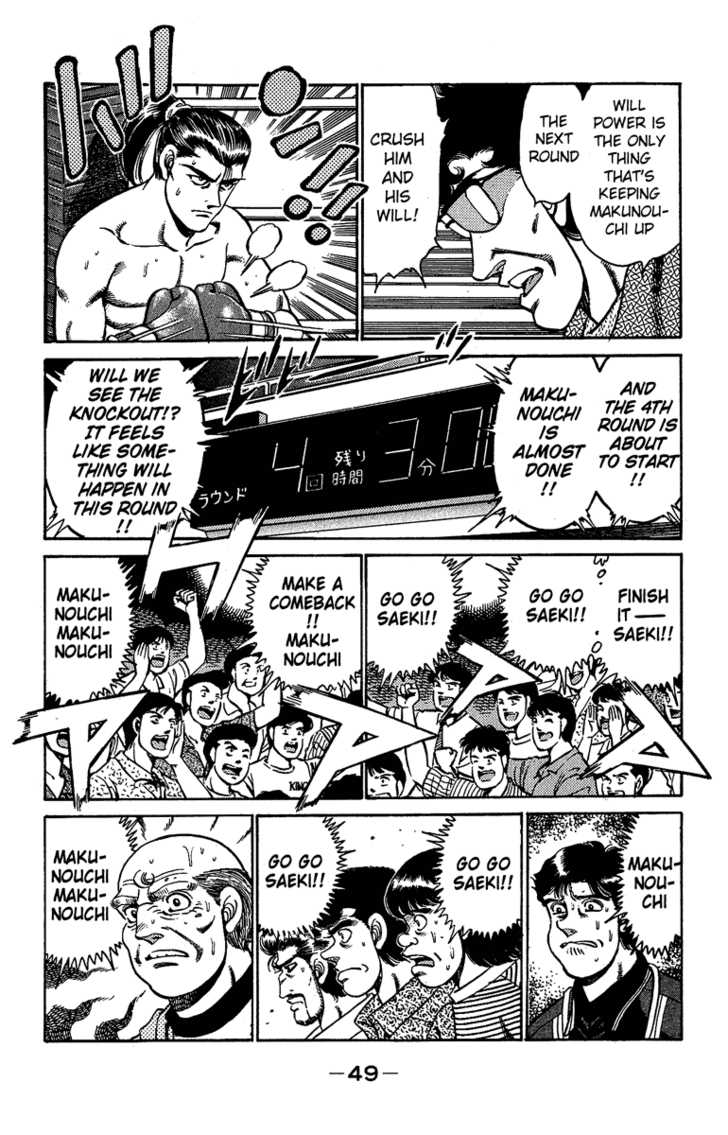 WILL
POWER IS
THE ONLY
THING
THAT'S
KEEPING
MAKUNOU-
CHI UP
THE
NEXT
ROUND
CRUSH
HIM
AND
HIS
WILL!
AND
THE 4TH
ROUND IS
ABOUT
TO START
!!
MAKU-
NOUCHI
IS
ALMOST
DONE
!!
ラウンド
4
回
残り
時間
3
分
WILL WE
SEE THE
KNOCKOUT!?
IT FEELS
LIKE SOME-
THING WILL
HAPPEN IN
THIS ROUND
!!
FINISH
IT——
SAEKI!!
GO GO
SAEKI!!
GO GO
SAEKI!!
MAKE A
COMEBACK
!!
MAKU-
NOUCHI
MAKU-
NOUCHI
MAKU-
NOUCHI
ワアアア
MAKU-
NOU-
CHI
GO GO
SAEKI!!
GO GO
SAEKI!!
MAKU-
NOUCHI
MAKU-
NOUCHI
—49—